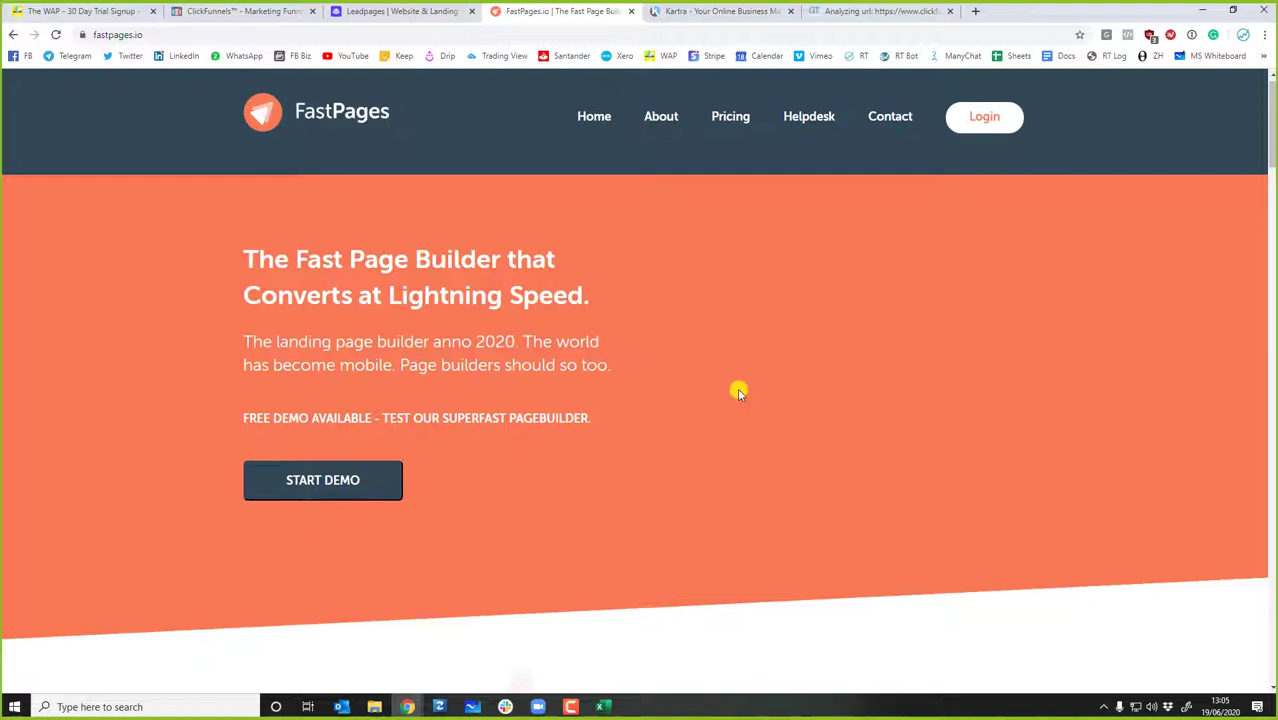 The WAP - 30 Day Trial Signup -
ClickFunnels™ - Marketing Funne
Leadpages | Website & Landing
FastPages.io | The Fast Page Buil
Kartra - Your Online Business Ma
GT Analyzing url: https://www.clickf
fastpages.io
FB
Telegram
Twitter
LinkedIn
WhatsApp
FB Biz
YouTube
Keep
Drip
Trading View
Santander
Xero
WAP
Stripe
Calendar
Vimeo
RT
RT Bot
ManyChat
Sheets
Docs
RT Log
ZH
MS Whiteboard
FastPages
Home
About
Pricing
Helpdesk
Contact
Login
The Fast Page Builder that
Converts at Lightning Speed.
The landing page builder anno 2020. The world
has become mobile. Page builders should so too.
FREE DEMO AVAILABLE - TEST OUR SUPERFAST PAGEBUILDER.
START DEMO
Type here to search
13:05
19/06/2020